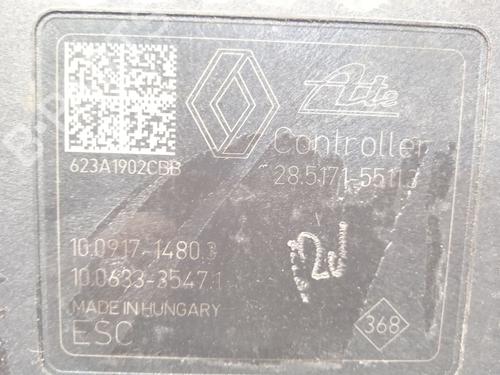 Ate
Controller
623A1902CBB
28.5171-5511.3
10.0917-1480.3
10.0633-3547.1
MADE IN HUNGARY
ESC
368